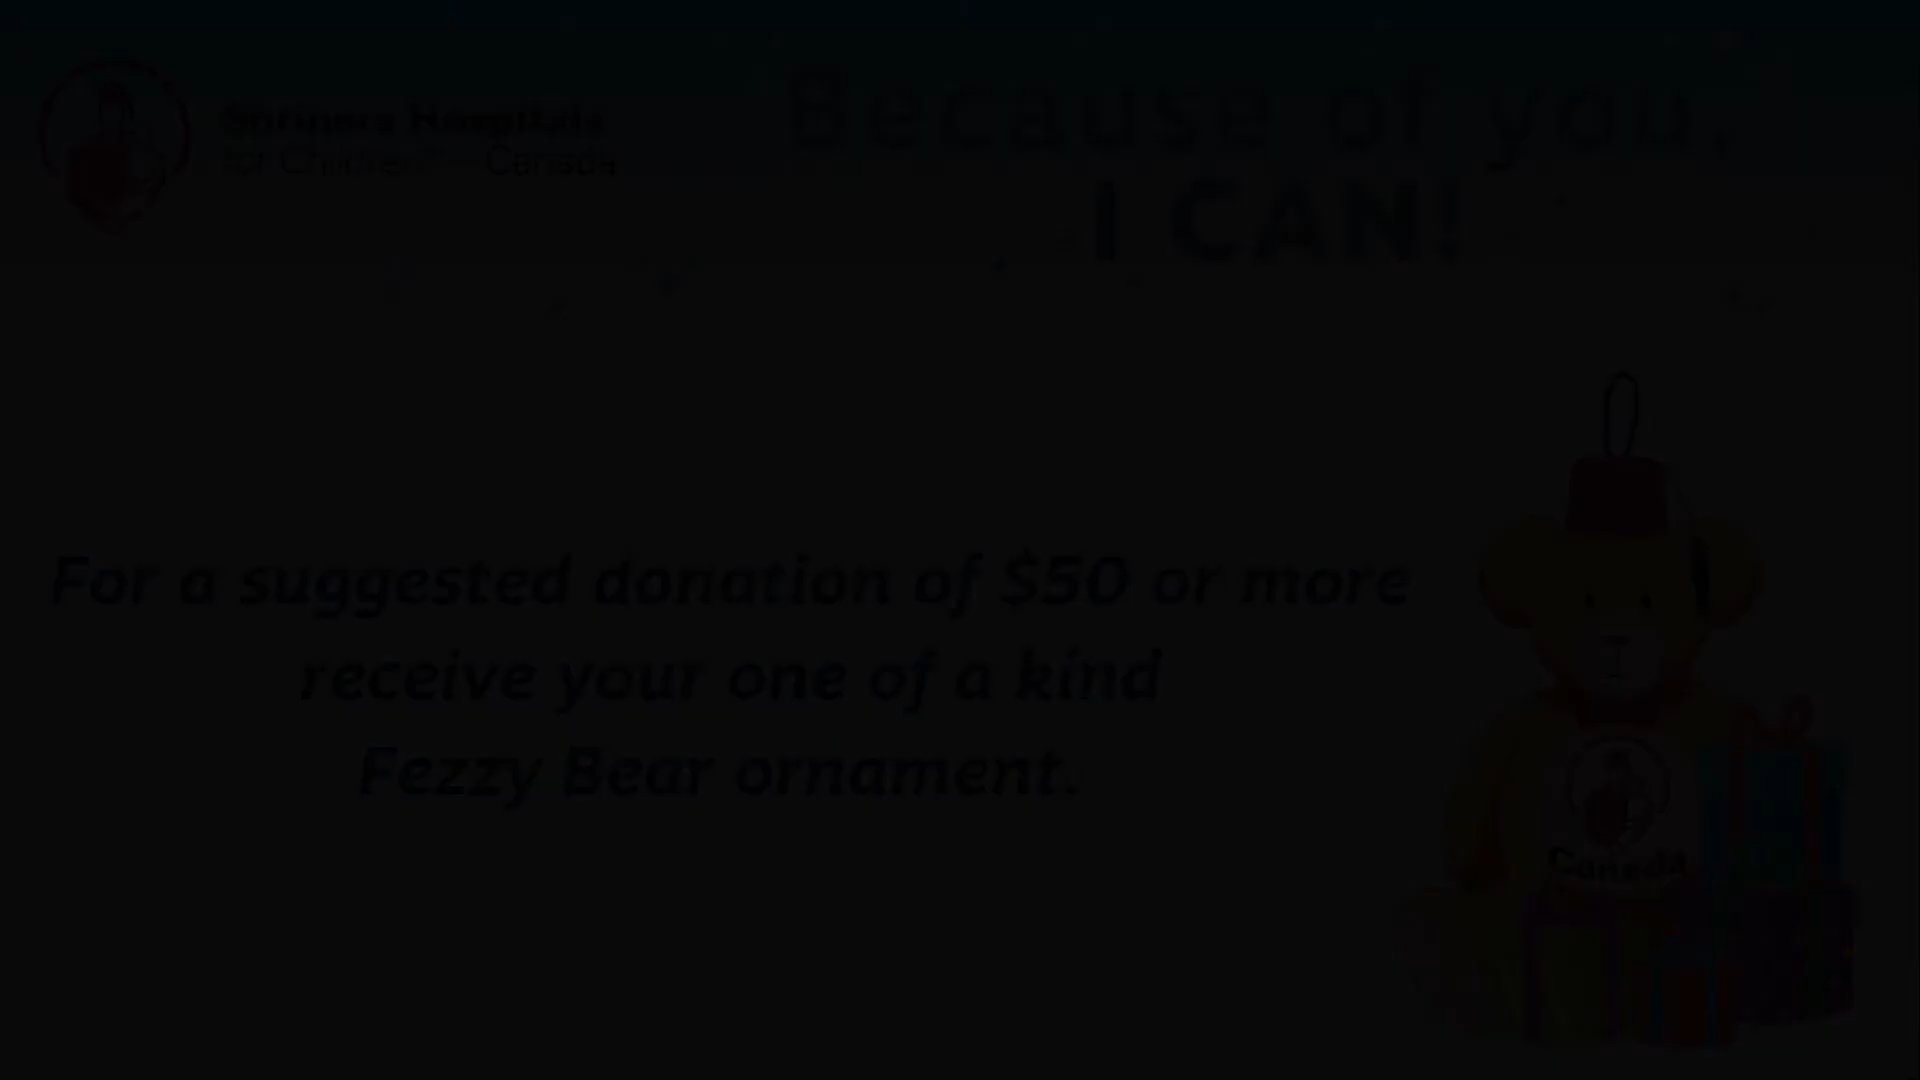 Shriners Hospitals
for Children™ Canada
Because of you,
I CAN!
For a suggested donation of $50 or more
receive your one of a kind
Fezzy Bear ornament.
Canada